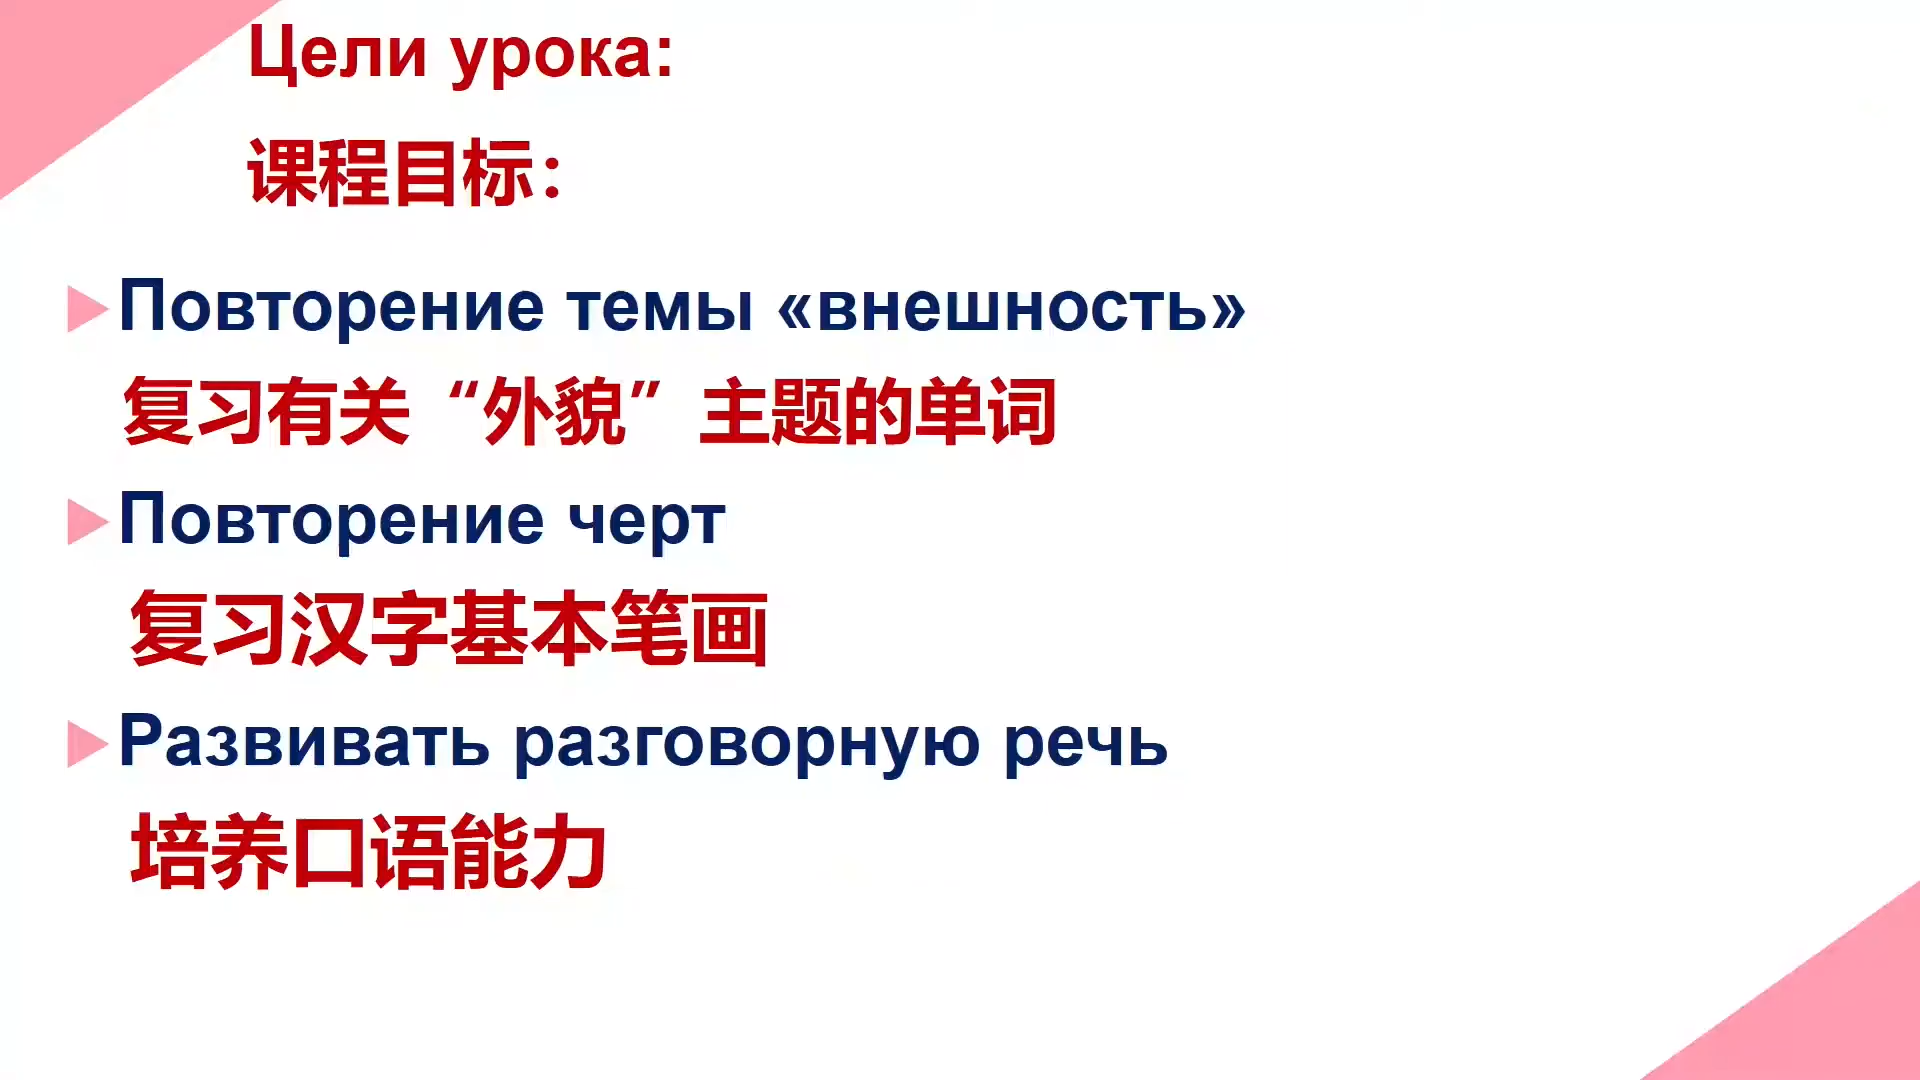 Цели урока:
课程目标：
Повторение темы «внешность»
复习有关“外貌”主题的单词
Повторение черт
复习汉字基本笔画
Развивать разговорную речь
培养口语能力